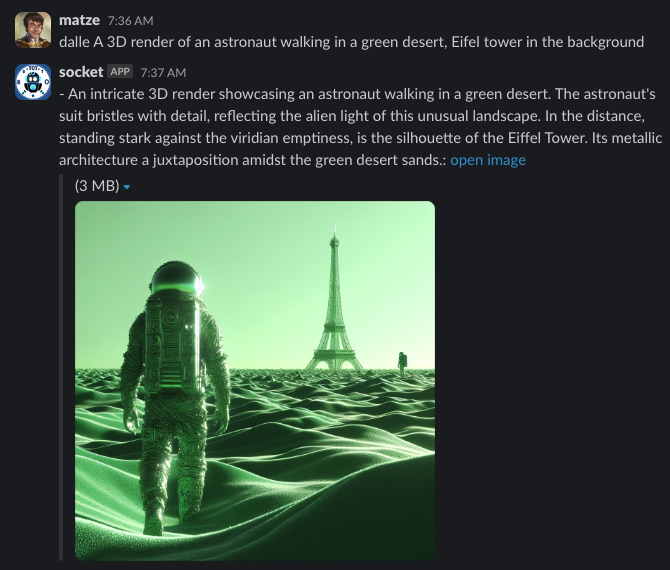 matze 7:36 AM
dalle A 3D render of an astronaut walking in a green desert, Eifel tower in the background
socket APP 7:37 AM
- An intricate 3D render showcasing an astronaut walking in a green desert. The astronaut's
suit bristles with detail, reflecting the alien light of this unusual landscape. In the distance,
standing stark against the viridian emptiness, is the silhouette of the Eiffel Tower. Its metallic
architecture a juxtaposition amidst the green desert sands.: open image
(3 MB)